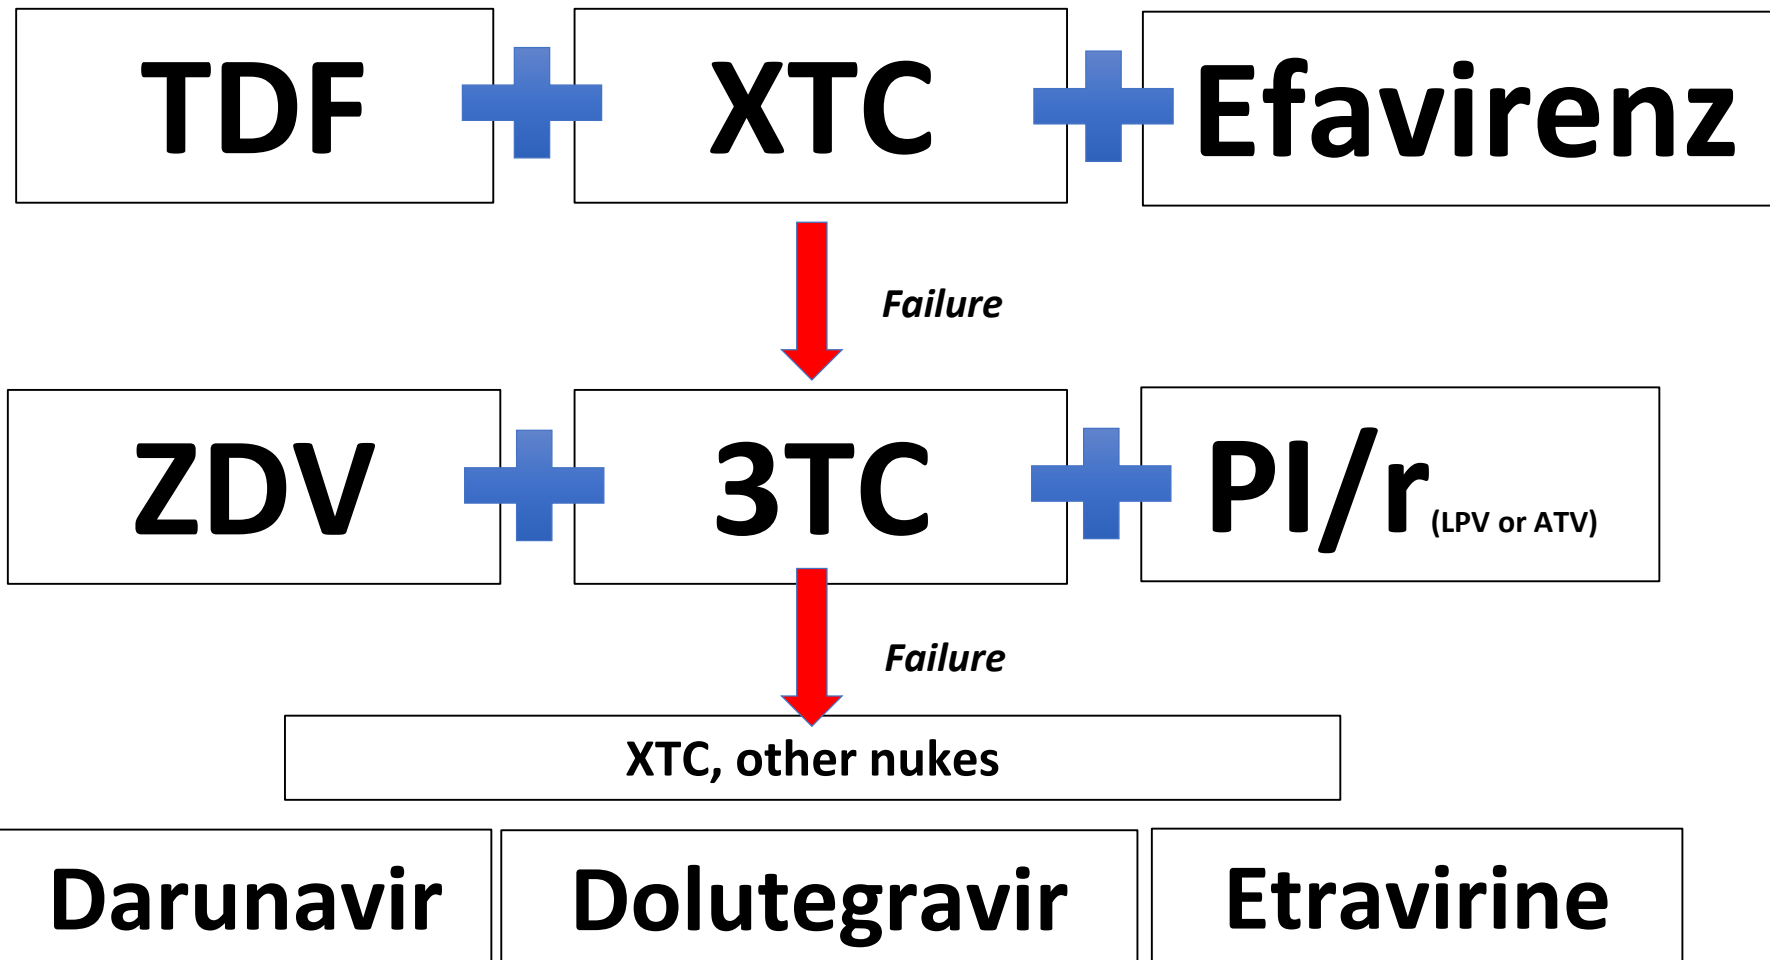 TDF XTC Efavirenz
Failure
ZDV 3TC PI/r (LPV or ATV)
Failure
XTC, other nukes
Darunavir Dolutegravir Etravirine